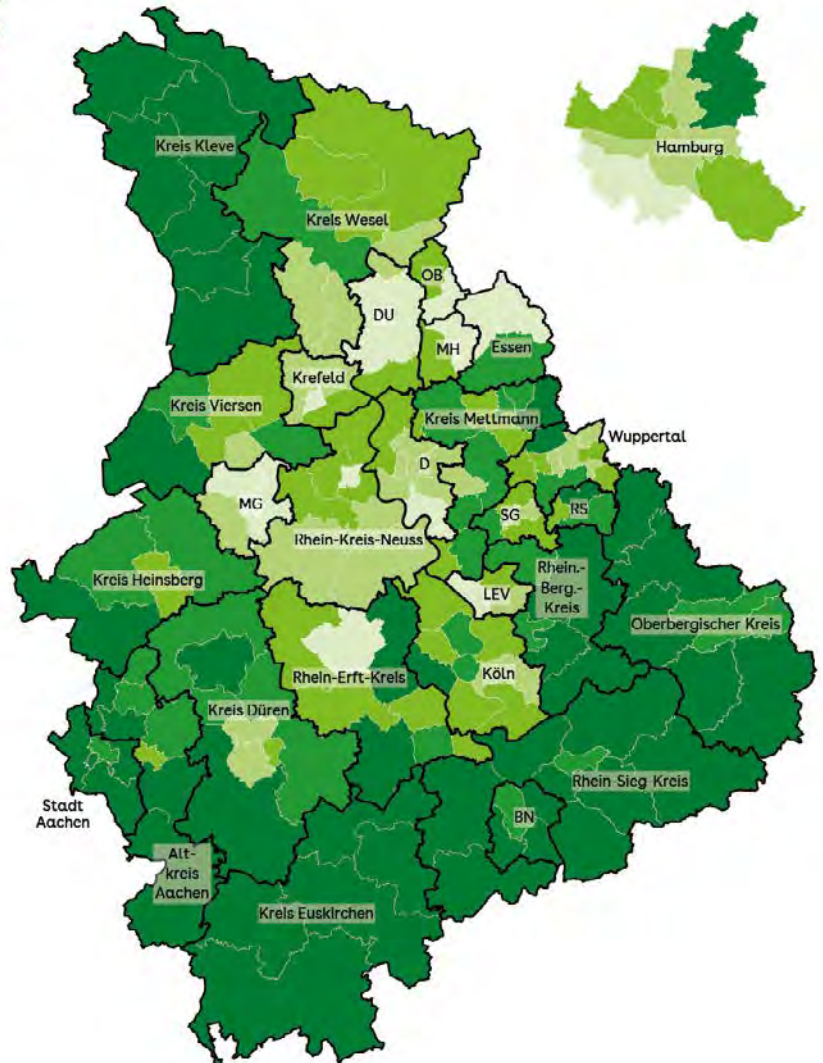 Kreis Kleve
Hamburg
Kreis Wesel
OB
DU
MH
Essen
Krefeld
Kreis Viersen
Kreis Mettmann
Wuppertal
D
MG
SG
RS
Rhein-Kreis-Neuss
Rhein.-
Berg.-
Kreis
Kreis Heinsberg
LEV
Oberbergischer Kreis
Rhein-Erft-Kreis
Köln
Kreis Düren
Rhein-Sieg-Kreis
Stadt
Aachen
BN
Alt-
kreis
Aachen
Kreis Euskirchen